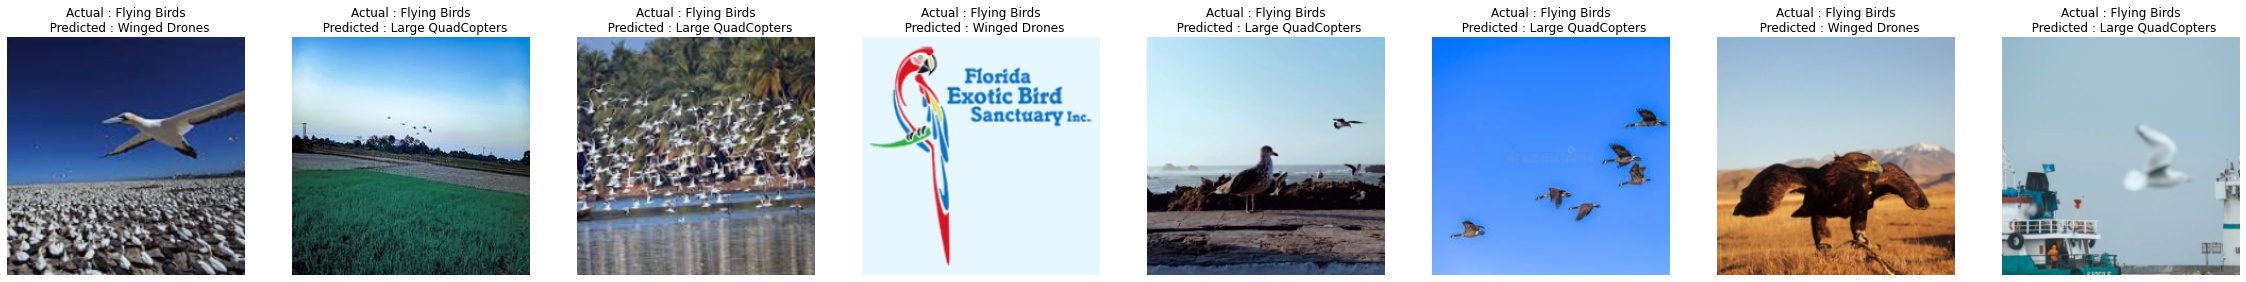 Actual : Flying Birds
Predicted : Winged Drones
Actual : Flying Birds
Predicted : Large QuadCopters
Actual : Flying Birds
Predicted : Large QuadCopters
Actual : Flying Birds
Predicted : Winged Drones
Florida
Exotic Bird
Sanctuary Inc.
Actual : Flying Birds
Predicted : Large QuadCopters
Actual : Flying Birds
Predicted : Large QuadCopters
Actual : Flying Birds
Predicted : Winged Drones
Actual : Flying Birds
Predicted : Large QuadCopters